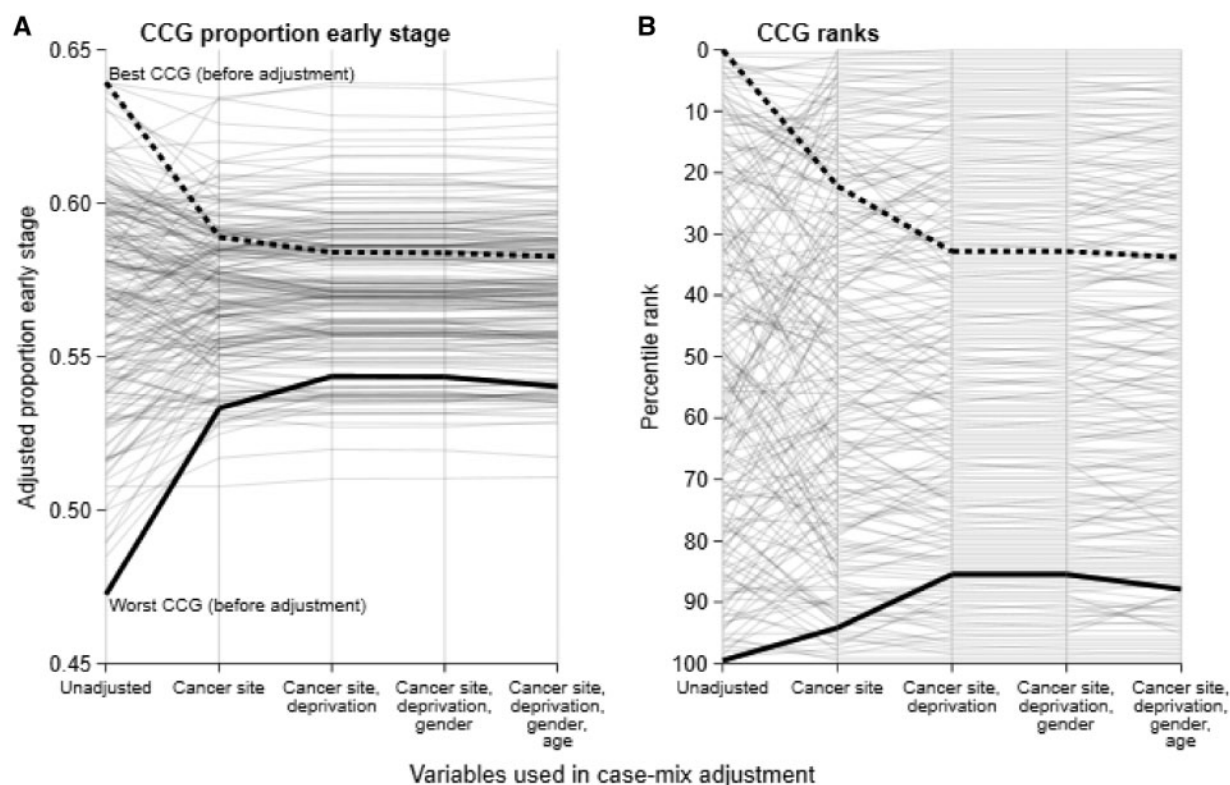 A
CCG proportion early stage
0.65
0.60
0.55
0.50
0.45
Adjusted proportion early stage
Best CCG (before adjustment)
Worst CCG (before adjustment)
Unadjusted
Cancer site
Cancer site,
deprivation
Cancer site,
deprivation,
gender
Cancer site,
deprivation,
gender,
age
B
CCG ranks
0
10
20
30
40
50
60
70
80
90
100
Percentile rank
Unadjusted
Cancer site
Cancer site,
deprivation
Cancer site,
deprivation,
gender
Cancer site,
deprivation,
gender,
age
Variables used in case-mix adjustment